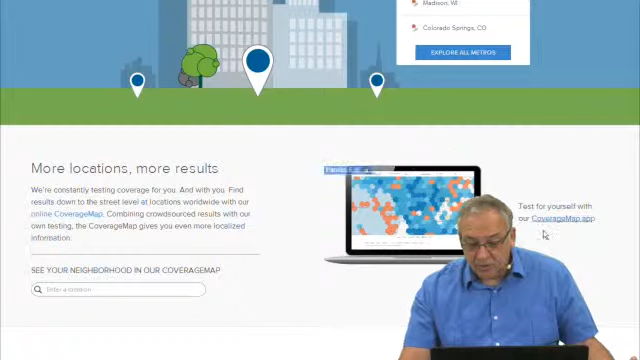 Madison, WI
Colorado Springs, CO
EXPLORE ALL METROS
More locations, more results
We're constantly testing coverage for you. And with you. Find
results down to the street level at locations worldwide with our
online CoverageMap. Combining crowdsourced results with our
own testing, the CoverageMap gives you even more localized
information.
SEE YOUR NEIGHBORHOOD IN OUR COVERAGEMAP
Enter a location
Test for yourself with
our CoverageMap app